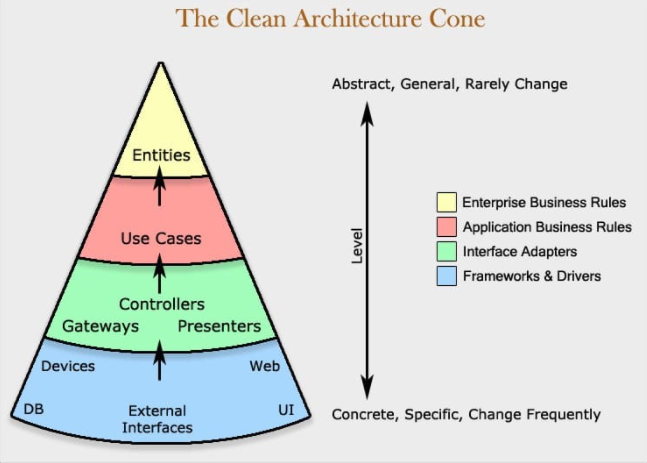 The Clean Architecture Cone
Abstract, General, Rarely Change
Entities
Enterprise Business Rules
Application Business Rules
Interface Adapters
Frameworks & Drivers
Level
Use Cases
Controllers
Gateways Presenters
Devices Web
DB UI
External
Interfaces
Concrete, Specific, Change Frequently